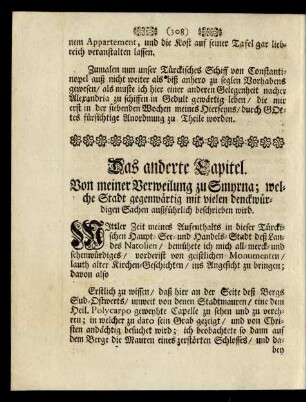 (308)
nem Appartement, und die Kost auf seiner Tafel gar lieb-
reich veranstalten lassen.
Zumalen nun unser Türckisches Schiff von Constanti-
nopel auß nicht weiter als biß anhero zu seglen Vorhabens
gewesen/ als muste ich hier einer anderen Gelegenheit nacher
Alexandria zu schiffen in Gedult gewärtig leben/ die mir
erst in der siebenden Wochen meines Hierseyns/ durch GOt-
tes fürsichtige Anordnung zu Theile worden.
Das anderte Capitel.
Von meiner Verweilung zu Smyrna; wel-
che Stadt gegenwärtig mit vielen denckwür-
digen Sachen außführlich beschrieben wird.
MIttler Zeit meines Auffenthalts in dieser Türcki-
schen Haupt- See- und Handels-Stadt deß Lan-
des Natolien/ bemühete ich mich all-merck- und
sehenwürdiges/ vorderist von geistlichen Monumenten/
lauth alter Kirchen-Geschichten/ ins Angesicht zu bringen;
davon also
Erstlich zu wissen/ daß hier an der Seite deß Bergs
Sud-Ostwerts/ unweit von denen Stadtmauren/ eine dem
Heil. Polycarpo geweyhte Capelle zu sehen und zu vereh-
ren; in welcher zu dato sein Grab gezeigt/ und von Chri-
sten andächtig besuchet wird; ich beobachtete so dann auf
dem Berge die Mauren eines zerstörten Schlosses/ und da-
bey